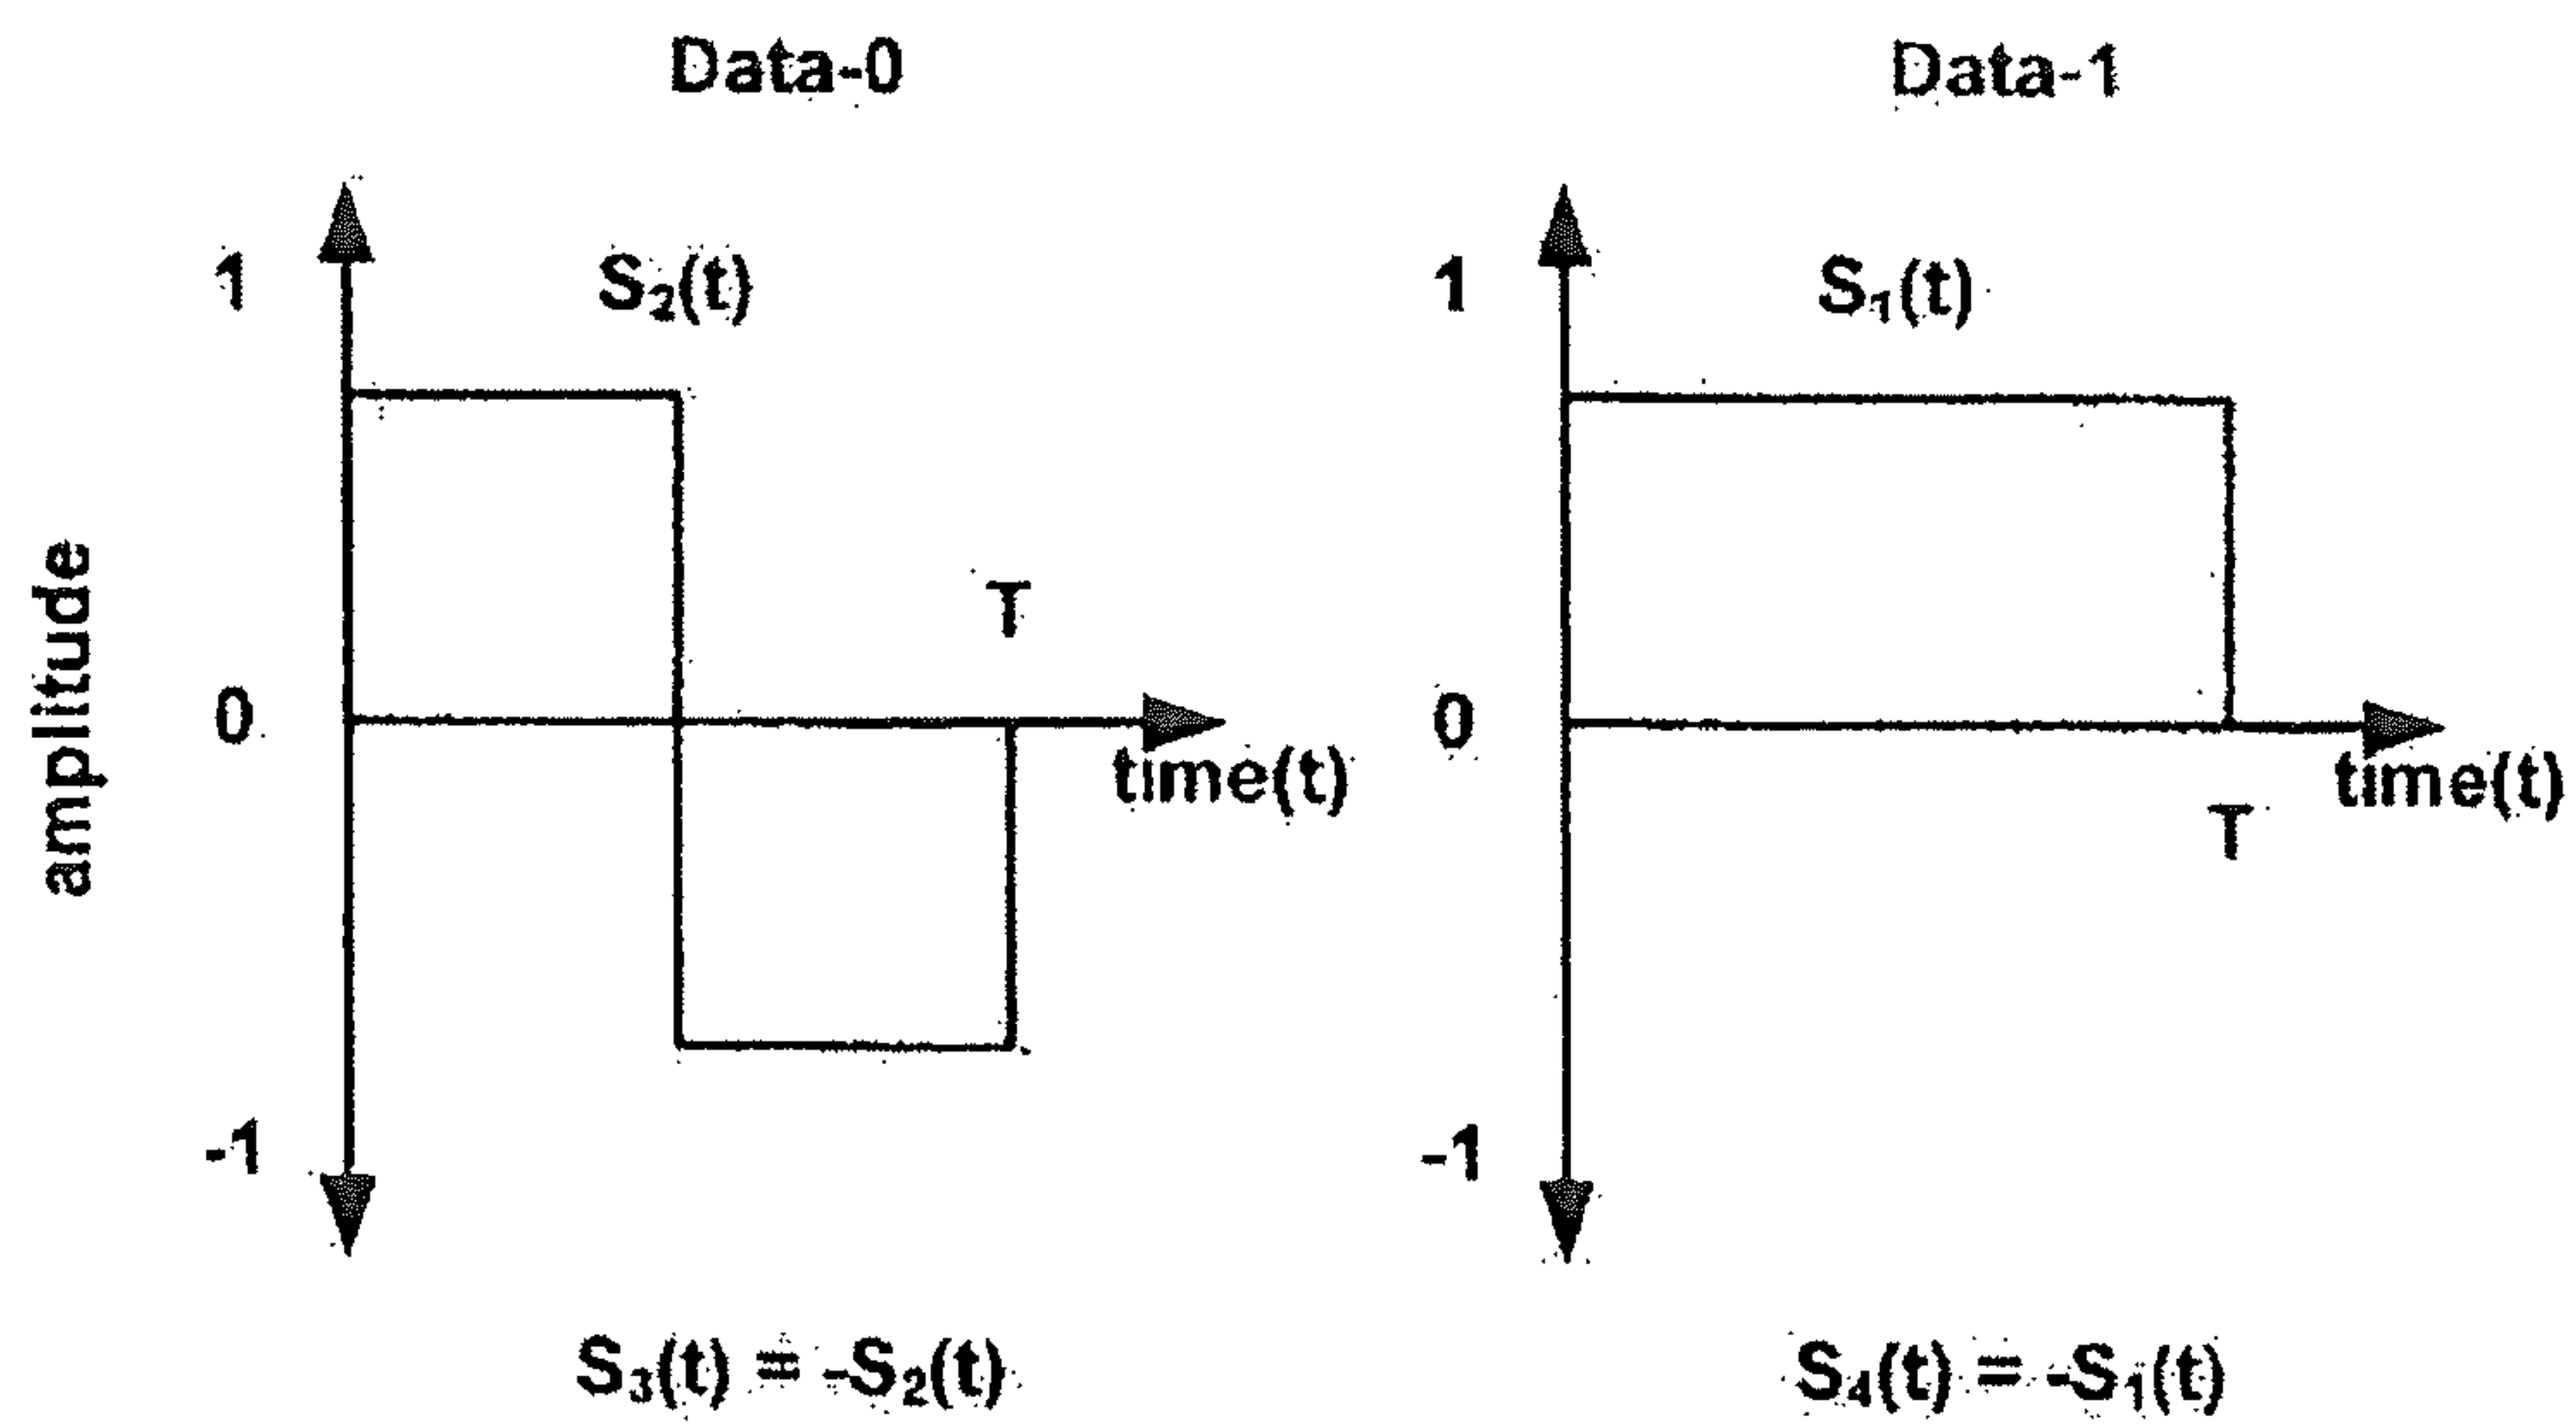 Data-0
1
S₂(t)
T
0
time(t)
amplitude
-1
S₃(t) = -S₂(t)
Data-1
1
S₁(t)
0
time(t)
T
-1
S₄(t) = -S₁(t)